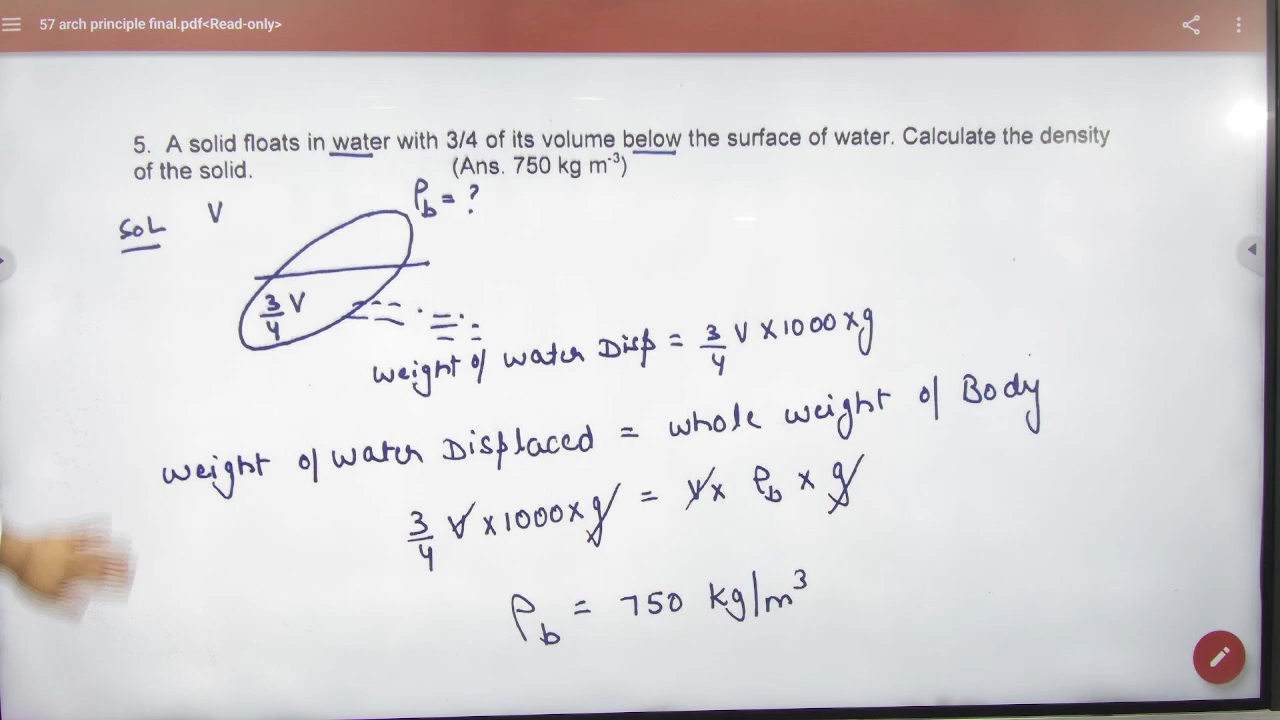 57 arch principle final.pdf<Read-only>
5. A solid floats in water with 3/4 of its volume below the surface of water. Calculate the density
of the solid. (Ans. 750 kg m⁻³)
SOL V ρb = ?
3/4 V
weight of water Disp = 3/4 V x 1000 x g
weight of water Displaced = whole weight of Body
3/4 V x 1000 x g = V x ρb x g
ρb = 750 kg/m³